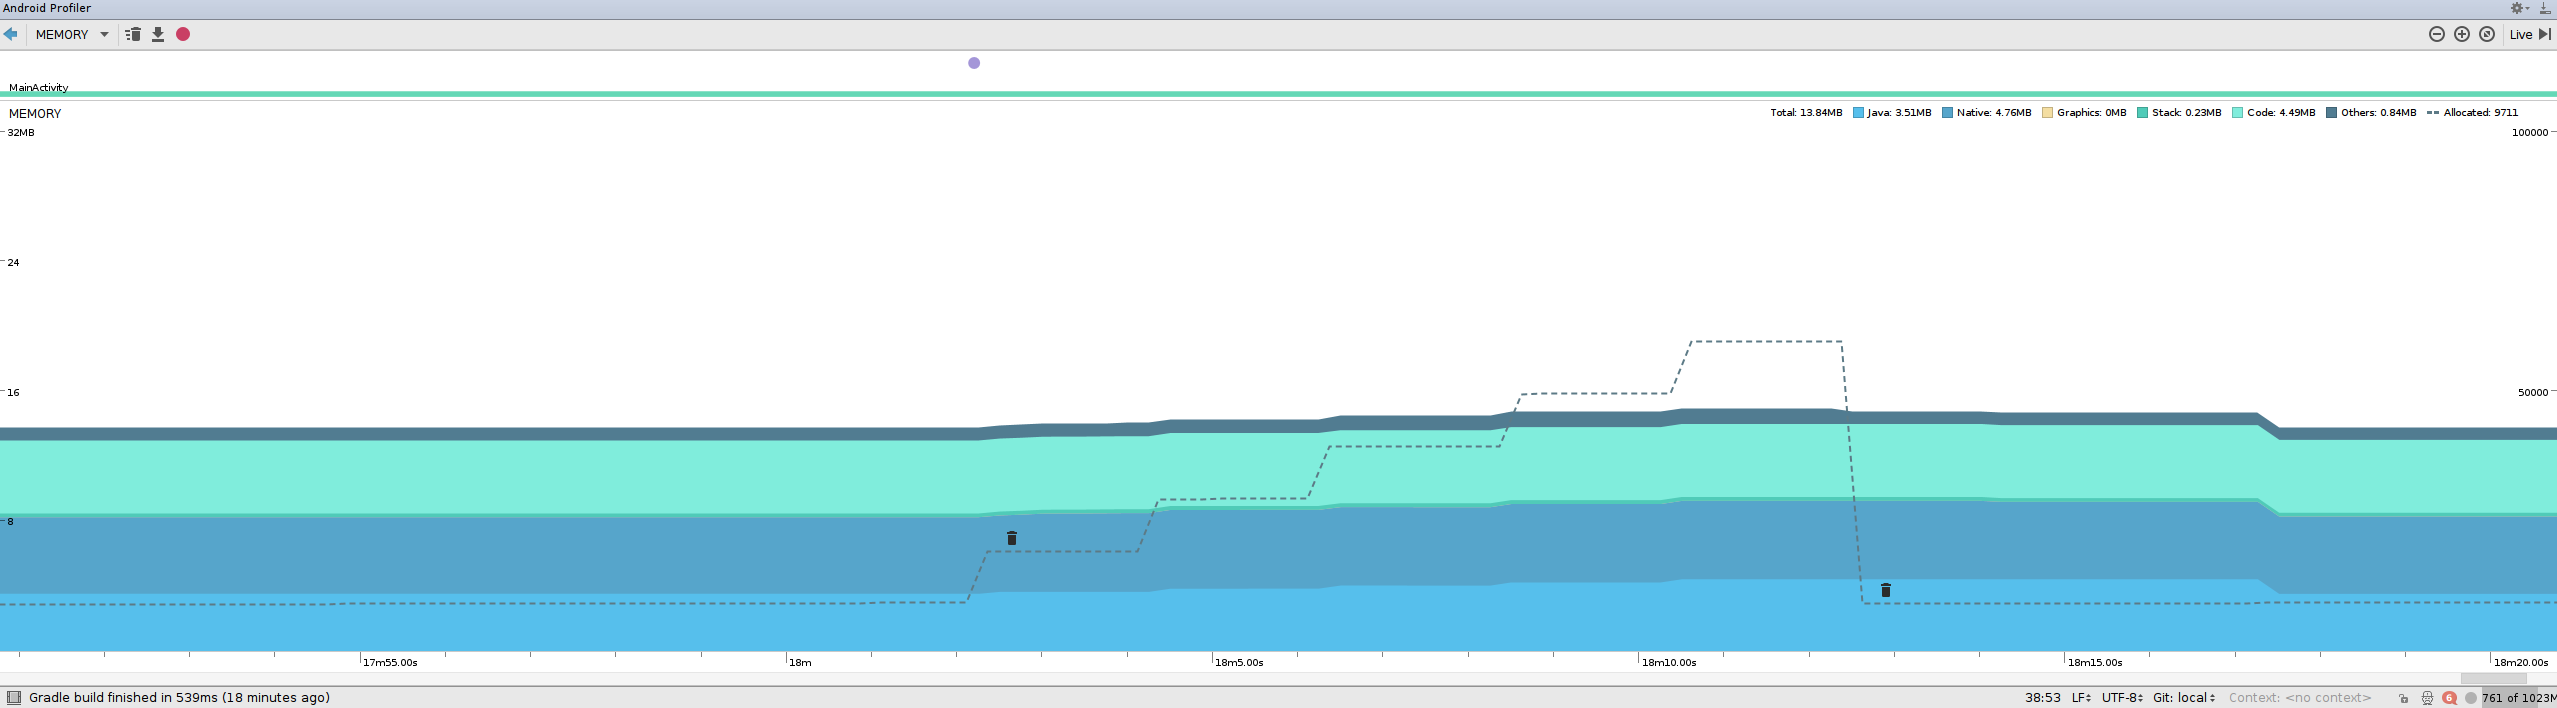 Android Profiler
MEMORY
Live
MainActivity
MEMORY
Total: 13.84MB Java: 3.51MB Native: 4.76MB Graphics: 0MB Stack: 0.23MB Code: 4.49MB Others: 0.84MB Allocated: 9711
32MB 100000
24
16 50000
8
17m55.00s 18m 18m5.00s 18m10.00s 18m15.00s 18m20.00s
Gradle build finished in 539ms (18 minutes ago) 38:53 LF UTF-8 Git: local Context: <no context> 6 761 of 1023M